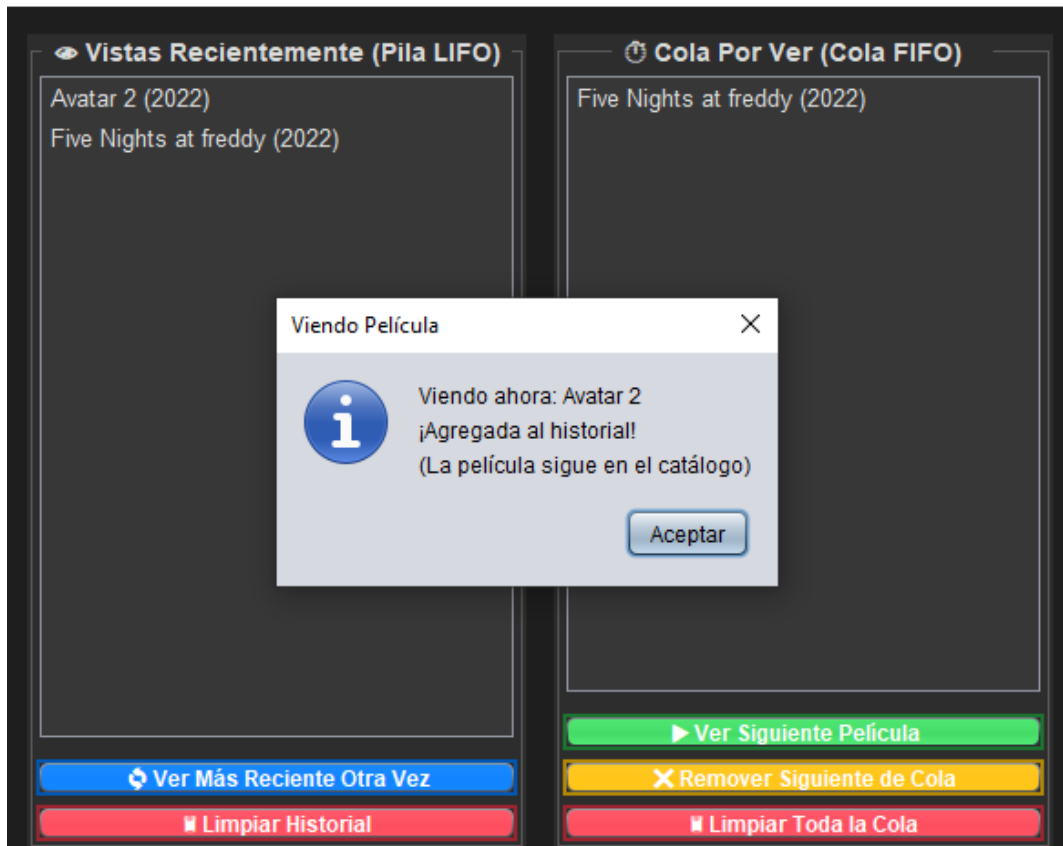 Vistas Recientemente (Pila LIFO)
Avatar 2 (2022)
Five Nights at freddy (2022)
Ver Más Reciente Otra Vez
Limpiar Historial
Cola Por Ver (Cola FIFO)
Five Nights at freddy (2022)
Ver Siguiente Película
Remover Siguiente de Cola
Limpiar Toda la Cola
Viendo Película
Viendo ahora: Avatar 2
¡Agregada al historial!
(La película sigue en el catálogo)
Aceptar